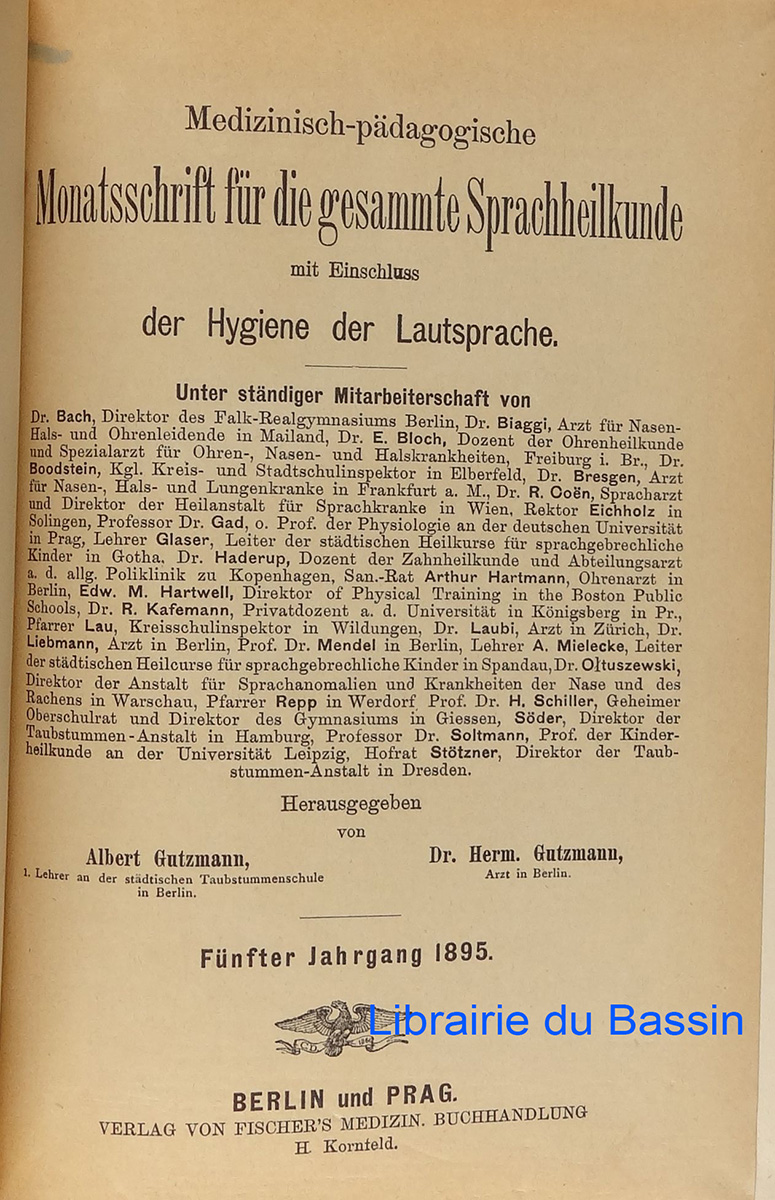 Medizinisch-pädagogische
Monatsschrift für die gesammte Sprachheilkunde
mit Einschluss
der Hygiene der Lautsprache.
Unter ständiger Mitarbeiterschaft von
Dr. Bach, Direktor des Falk-Realgymnasiums Berlin, Dr. Biaggi, Arzt für Nasen-
Hals- und Ohrenleidende in Mailand, Dr. E. Bloch, Dozent der Ohrenheilkunde
und Spezialarzt für Ohren-, Nasen- und Halskrankheiten, Freiburg i. Br., Dr.
Boodstein, Kgl. Kreis- und Stadtschulinspektor in Elberfeld, Dr. Bresgen, Arzt
für Nasen-, Hals- und Lungenkranke in Frankfurt a. M., Dr. R. Coën, Spracharzt
und Direktor der Heilanstalt für Sprachkranke in Wien, Rektor Eichholz in
Solingen, Professor Dr. Gad, o. Prof. der Physiologie an der deutschen Universität
in Prag, Lehrer Glaser, Leiter der städtischen Heilkurse für sprachgebrechliche
Kinder in Gotha, Dr. Haderup, Dozent der Zahnheilkunde und Abteilungsarzt
a. d. allg. Poliklinik zu Kopenhagen, San.-Rat Arthur Hartmann, Ohrenarzt in
Berlin, Edw. M. Hartwell, Direktor of Physical Training in the Boston Public
Schools, Dr. R. Kafemann, Privatdozent a. d. Universität in Königsberg in Pr.,
Pfarrer Lau, Kreisschulinspektor in Wildungen, Dr. Laubi, Arzt in Zürich, Dr.
Liebmann, Arzt in Berlin, Prof. Dr. Mendel in Berlin, Lehrer A. Mielecke, Leiter
der städtischen Heilcurse für sprachgebrechliche Kinder in Spandau, Dr. Oltuszewski,
Direktor der Anstalt für Sprachanomalien und Krankheiten der Nase und des
Rachens in Warschau, Pfarrer Repp in Werdorf, Prof. Dr. H. Schiller, Geheimer
Oberschulrat und Direktor des Gymnasiums in Giessen, Söder, Direktor der
Taubstummen-Anstalt in Hamburg, Professor Dr. Soltmann, Prof. der Kinder-
heilkunde an der Universität Leipzig, Hofrat Stötzner, Direktor der Taub-
stummen-Anstalt in Dresden.
Herausgegeben
von
Albert Gutzmann, Dr. Herm. Gutzmann,
1. Lehrer an der städtischen Taubstummenschule Arzt in Berlin.
in Berlin.
Fünfter Jahrgang 1895.
Librairie du Bassin
BERLIN und PRAG.
VERLAG VON FISCHER'S MEDIZIN. BUCHHANDLUNG
H. Kornfeld.